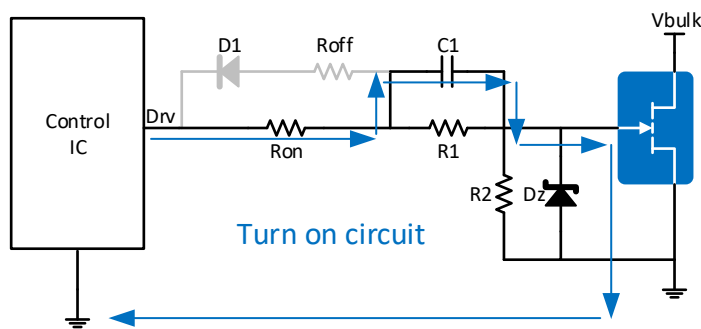 Vbulk
D1
Roff
C1
Drv
Control
IC
Ron
R1
R2
Dz
Turn on circuit